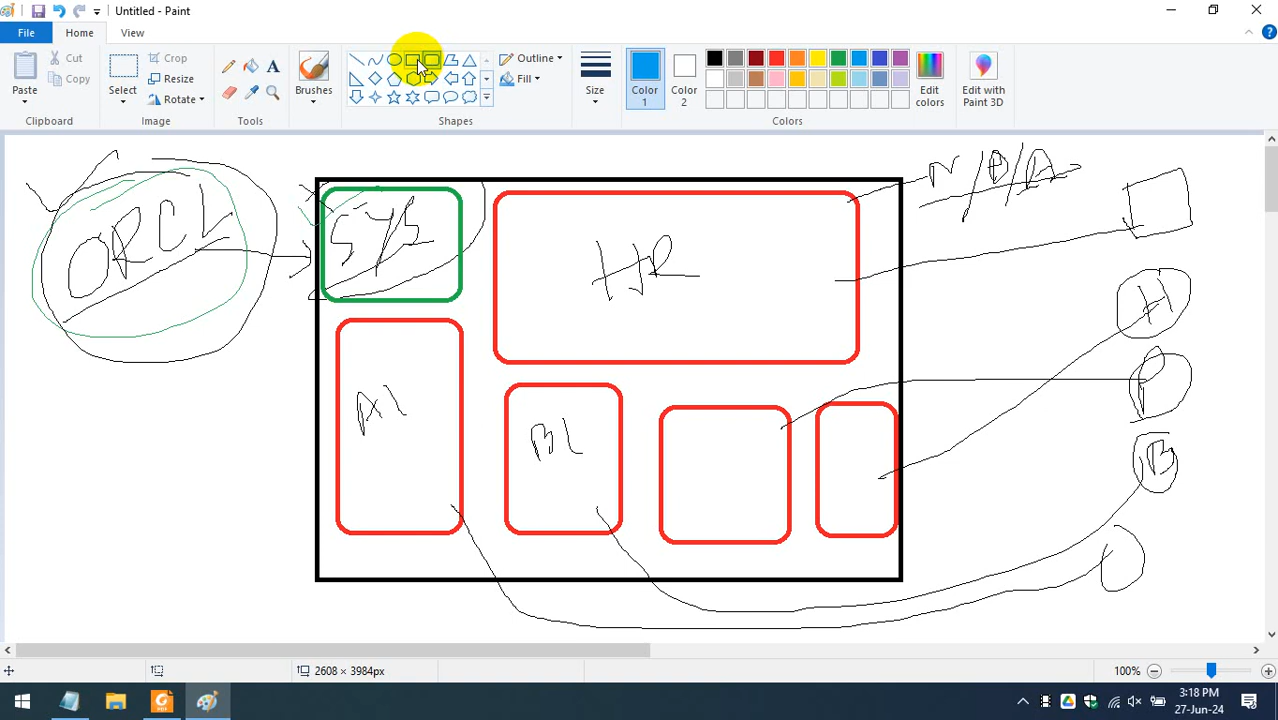 Untitled - Paint
File
Home
View
Paste
Cut
Copy
Clipboard
Select
Crop
Resize
Rotate
Image
A
Tools
Brushes
Shapes
Outline
Fill
Size
Color 1
Color 2
Edit colors
Edit with Paint 3D
Colors
ORCL
SYS
HR
BL
H
P
B
2608 × 3984px
100%
3:18 PM
27-Jun-24